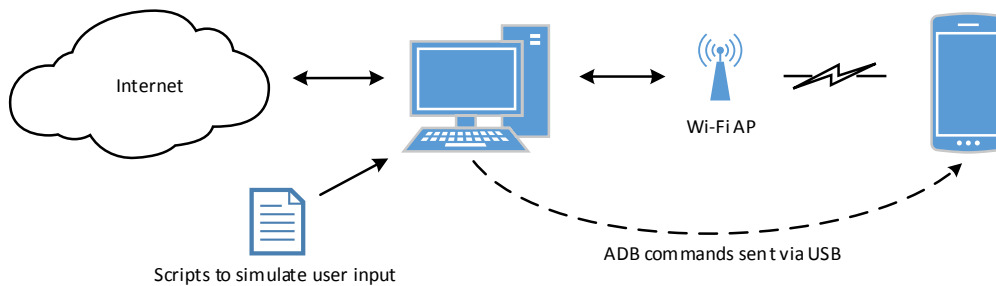 Internet
Wi-Fi AP
ADB commands sent via USB
Scripts to simulate user input